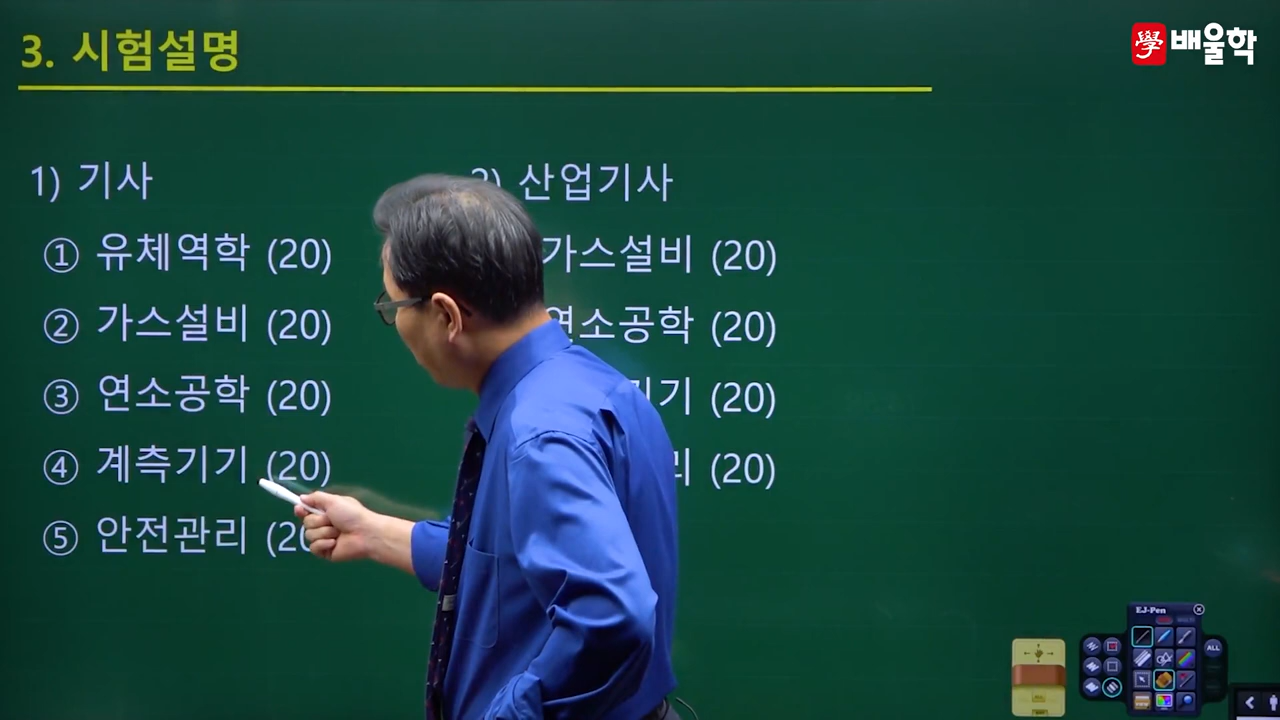 3. 시험설명
學 배울학
1) 기사
① 유체역학 (20)
② 가스설비 (20)
③ 연소공학 (20)
④ 계측기기 (20)
⑤ 안전관리
산업기사
가스설비 (20)
연소공학 (20)
기기 (20)
(20)
EJ-Pen
ALL